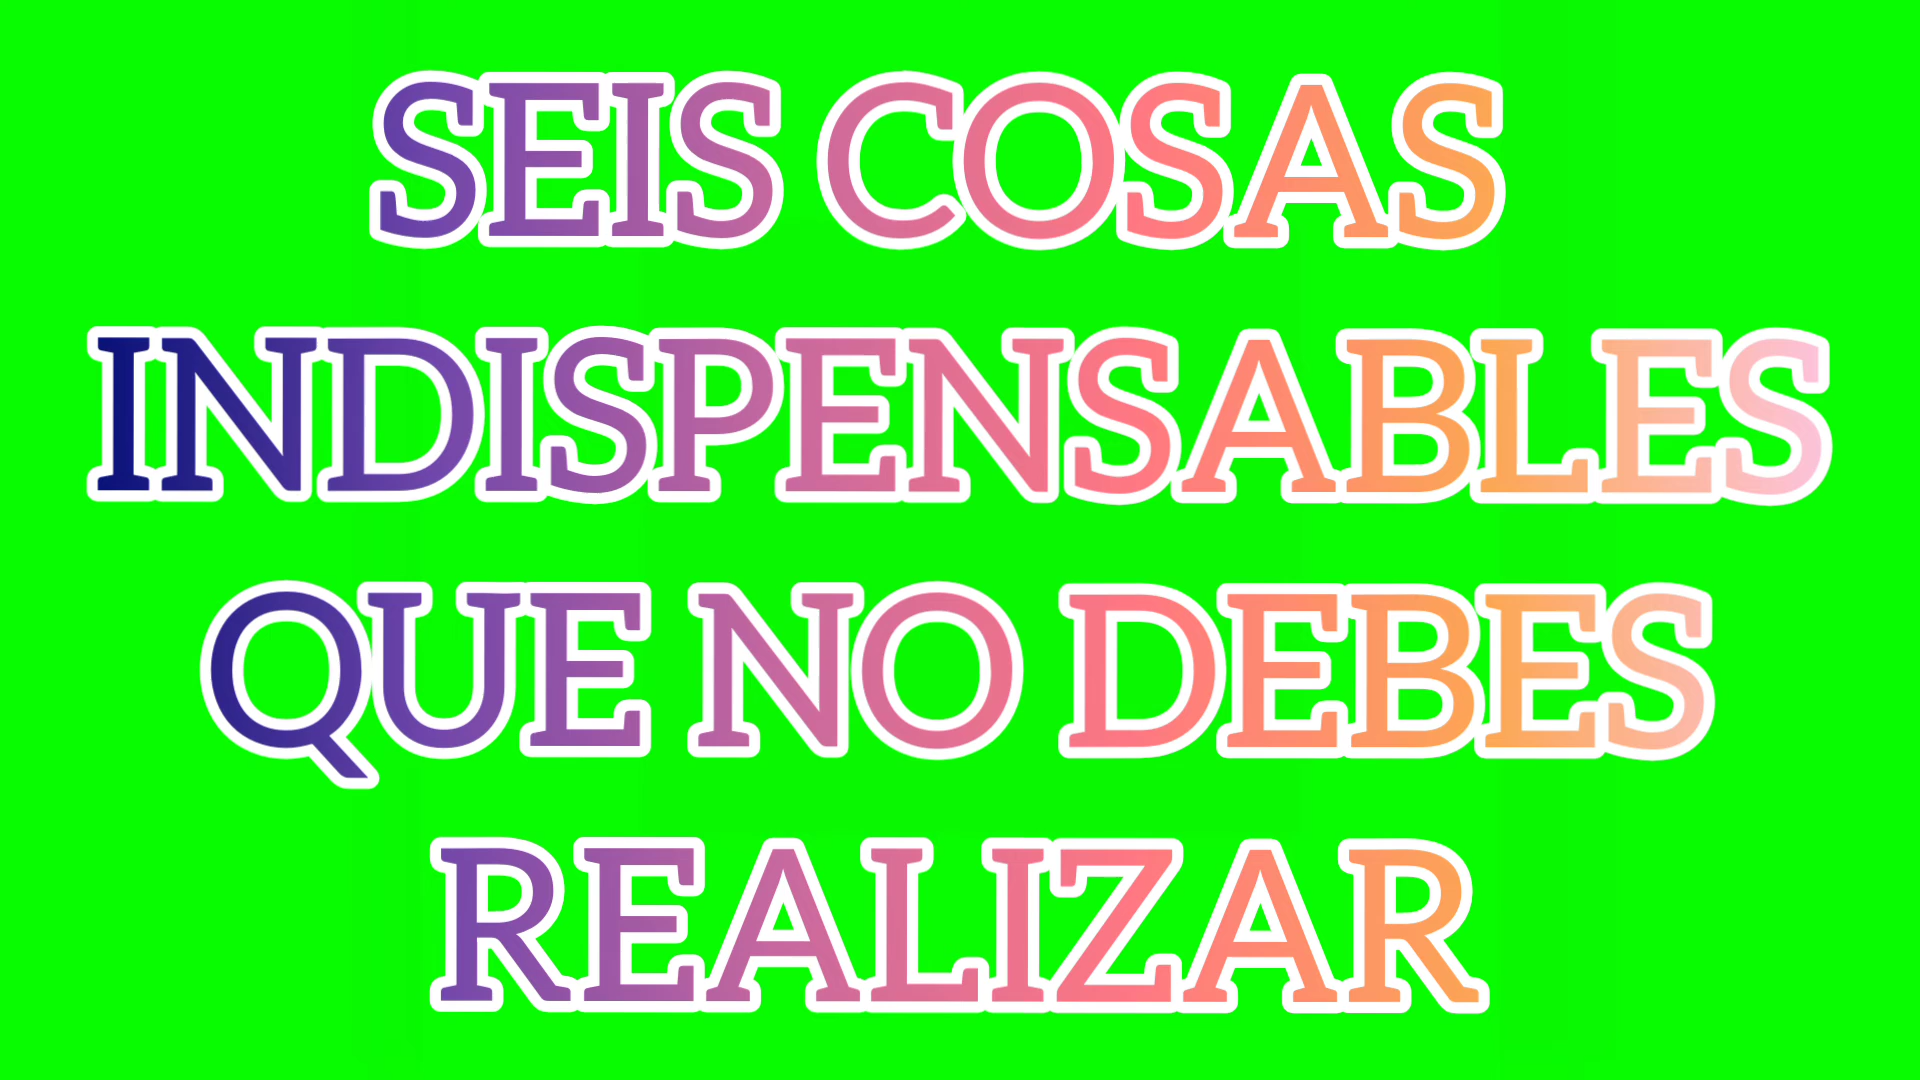 SEIS COSAS
INDISPENSABLES
QUE NO DEBES
REALIZAR